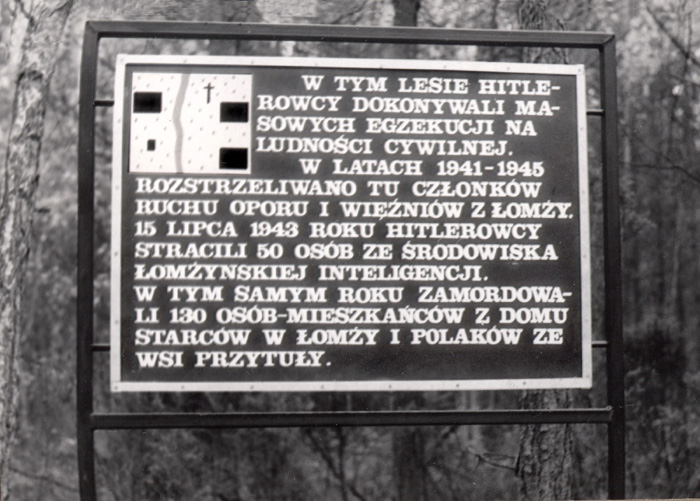 W TYM LESIE HITLE-
ROWCY DOKONYWALI MA-
SOWYCH EGZEKUCJI NA
LUDNOŚCI CYWILNEJ.
W LATACH 1941-1945
ROZSTRZELIWANO TU CZŁONKÓW
RUCHU OPORU I WIĘŹNIÓW Z ŁOMŻY.
15 LIPCA 1943 ROKU HITLEROWCY
STRACILI 50 OSÓB ZE ŚRODOWISKA
ŁOMŻYNSKIEJ INTELIGENCJI.
W TYM SAMYM ROKU ZAMORDOWA-
LI 130 OSÓB-MIESZKAŃCÓW Z DOMU
STARCÓW W ŁOMŻY I POLAKÓW ZE
WSI PRZYTUŁY.